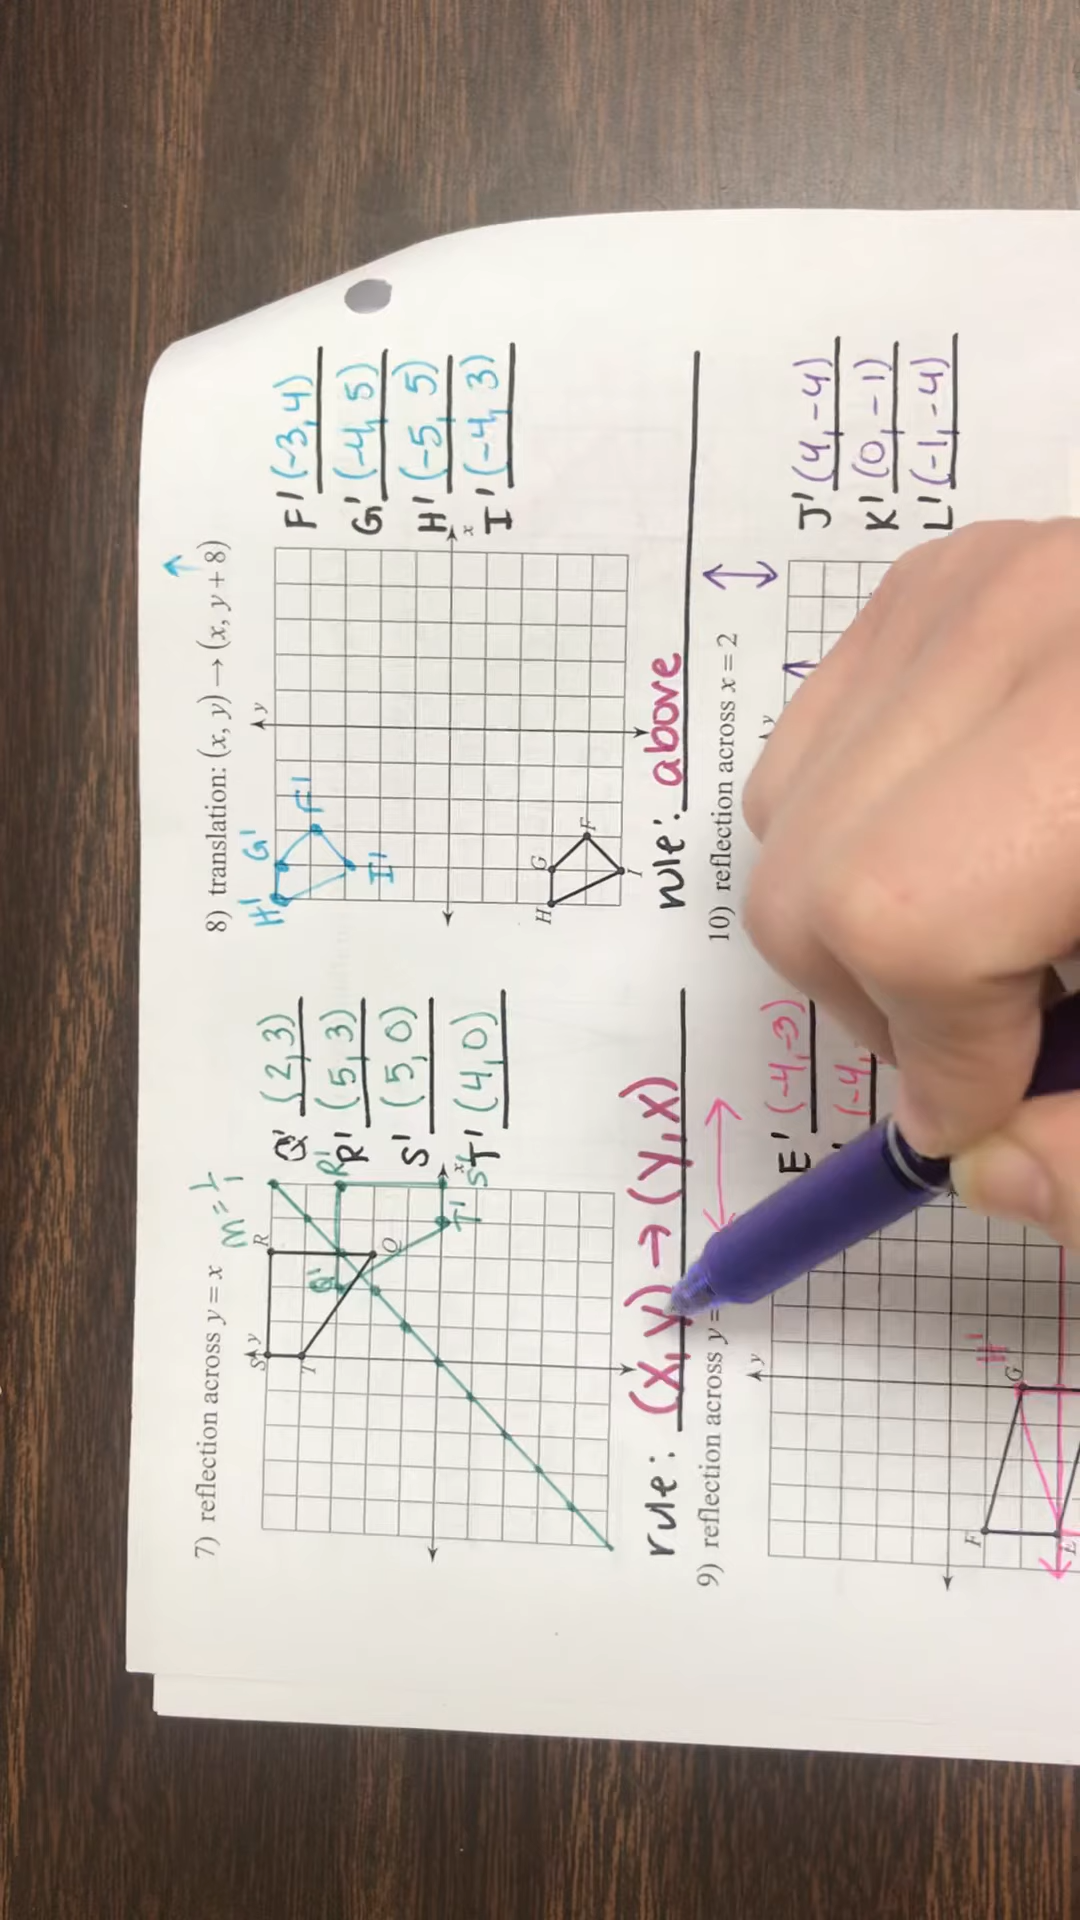 7) reflection across y = x
m = 1/1
S
y
R
Q'
R'
T
Q
x
T'
S'
Q' (2,3)
R' (5,3)
S' (5,0)
T' (4,0)
rule: (x,y) → (y,x)
8) translation: (x, y) → (x, y + 8)
y
H'
G'
F'
I'
x
H
G
F
I
F' (-3,4)
G' (-4,5)
H' (-5,5)
I' (-4,3)
rule: above
9) reflection across y =
y
F
G
H'
E
E' (-4,-3)
(-4,
10) reflection across x = 2
y
J' (4,-4)
K' (0,-1)
L' (-1,-4)